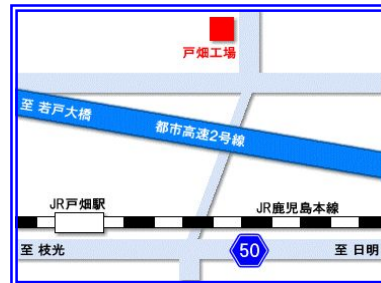 戸畑工場
至 若戸大橋
都市高速2号線
JR戸畑駅
JR鹿児島本線
至 枝光
50
至 日明